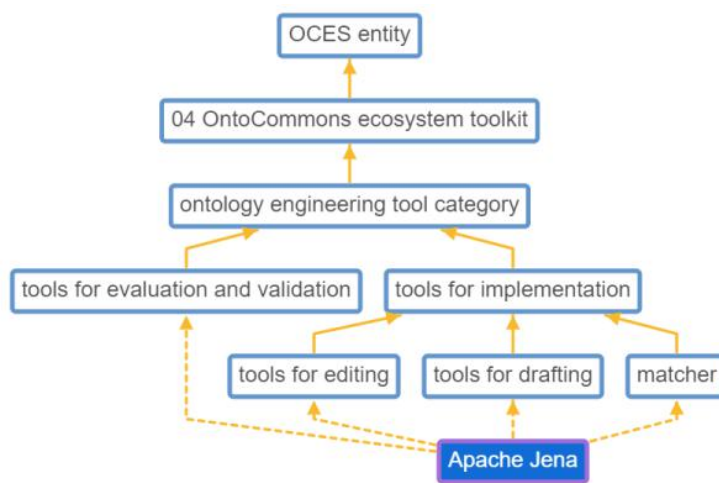 OCES entity
04 OntoCommons ecosystem toolkit
ontology engineering tool category
tools for evaluation and validation
tools for implementation
tools for editing
tools for drafting
matcher
Apache Jena